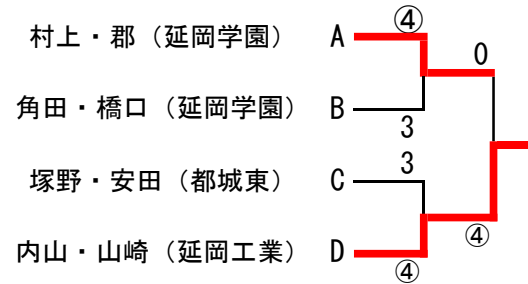 村上・郡（延岡学園） A ④
0
角田・橋口（延岡学園） B 3
塚野・安田（都城東） C 3
④
内山・山崎（延岡工業） D ④